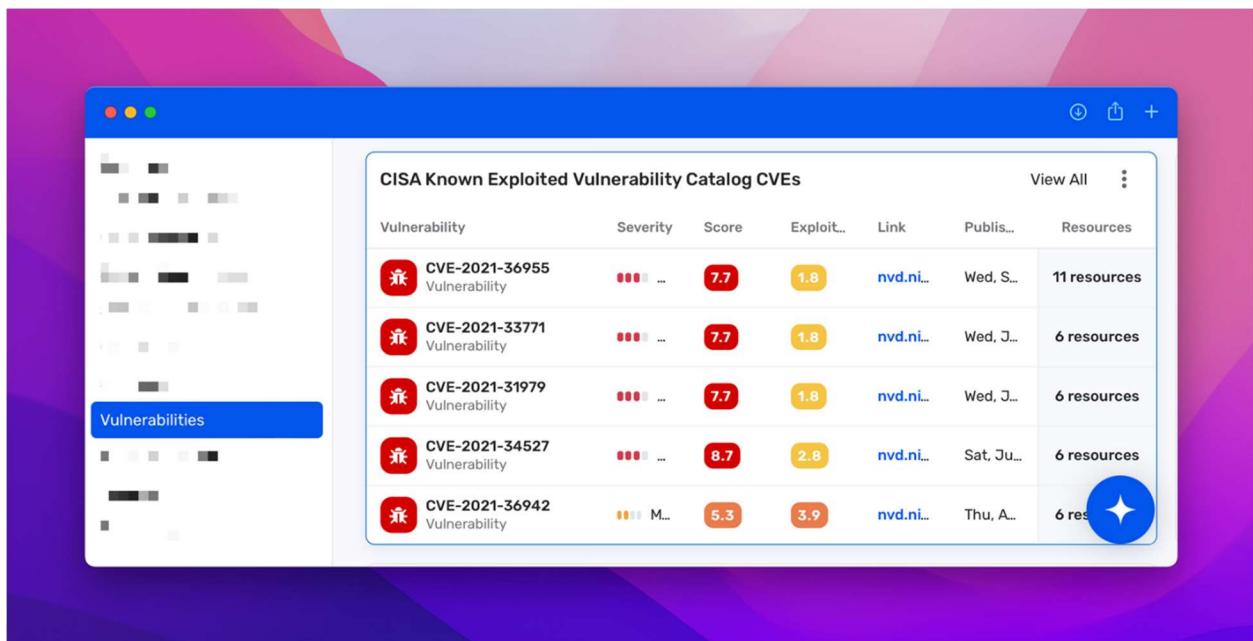 CISA Known Exploited Vulnerability Catalog CVEs View All
Vulnerability Severity Score Exploit... Link Publis... Resources
CVE-2021-36955
Vulnerability
... 7.7 1.8 nvd.ni... Wed, S... 11 resources
CVE-2021-33771
Vulnerability
... 7.7 1.8 nvd.ni... Wed, J... 6 resources
CVE-2021-31979
Vulnerability
... 7.7 1.8 nvd.ni... Wed, J... 6 resources
Vulnerabilities
CVE-2021-34527
Vulnerability
... 8.7 2.8 nvd.ni... Sat, Ju... 6 resources
CVE-2021-36942
Vulnerability
M... 5.3 3.9 nvd.ni... Thu, A... 6 res